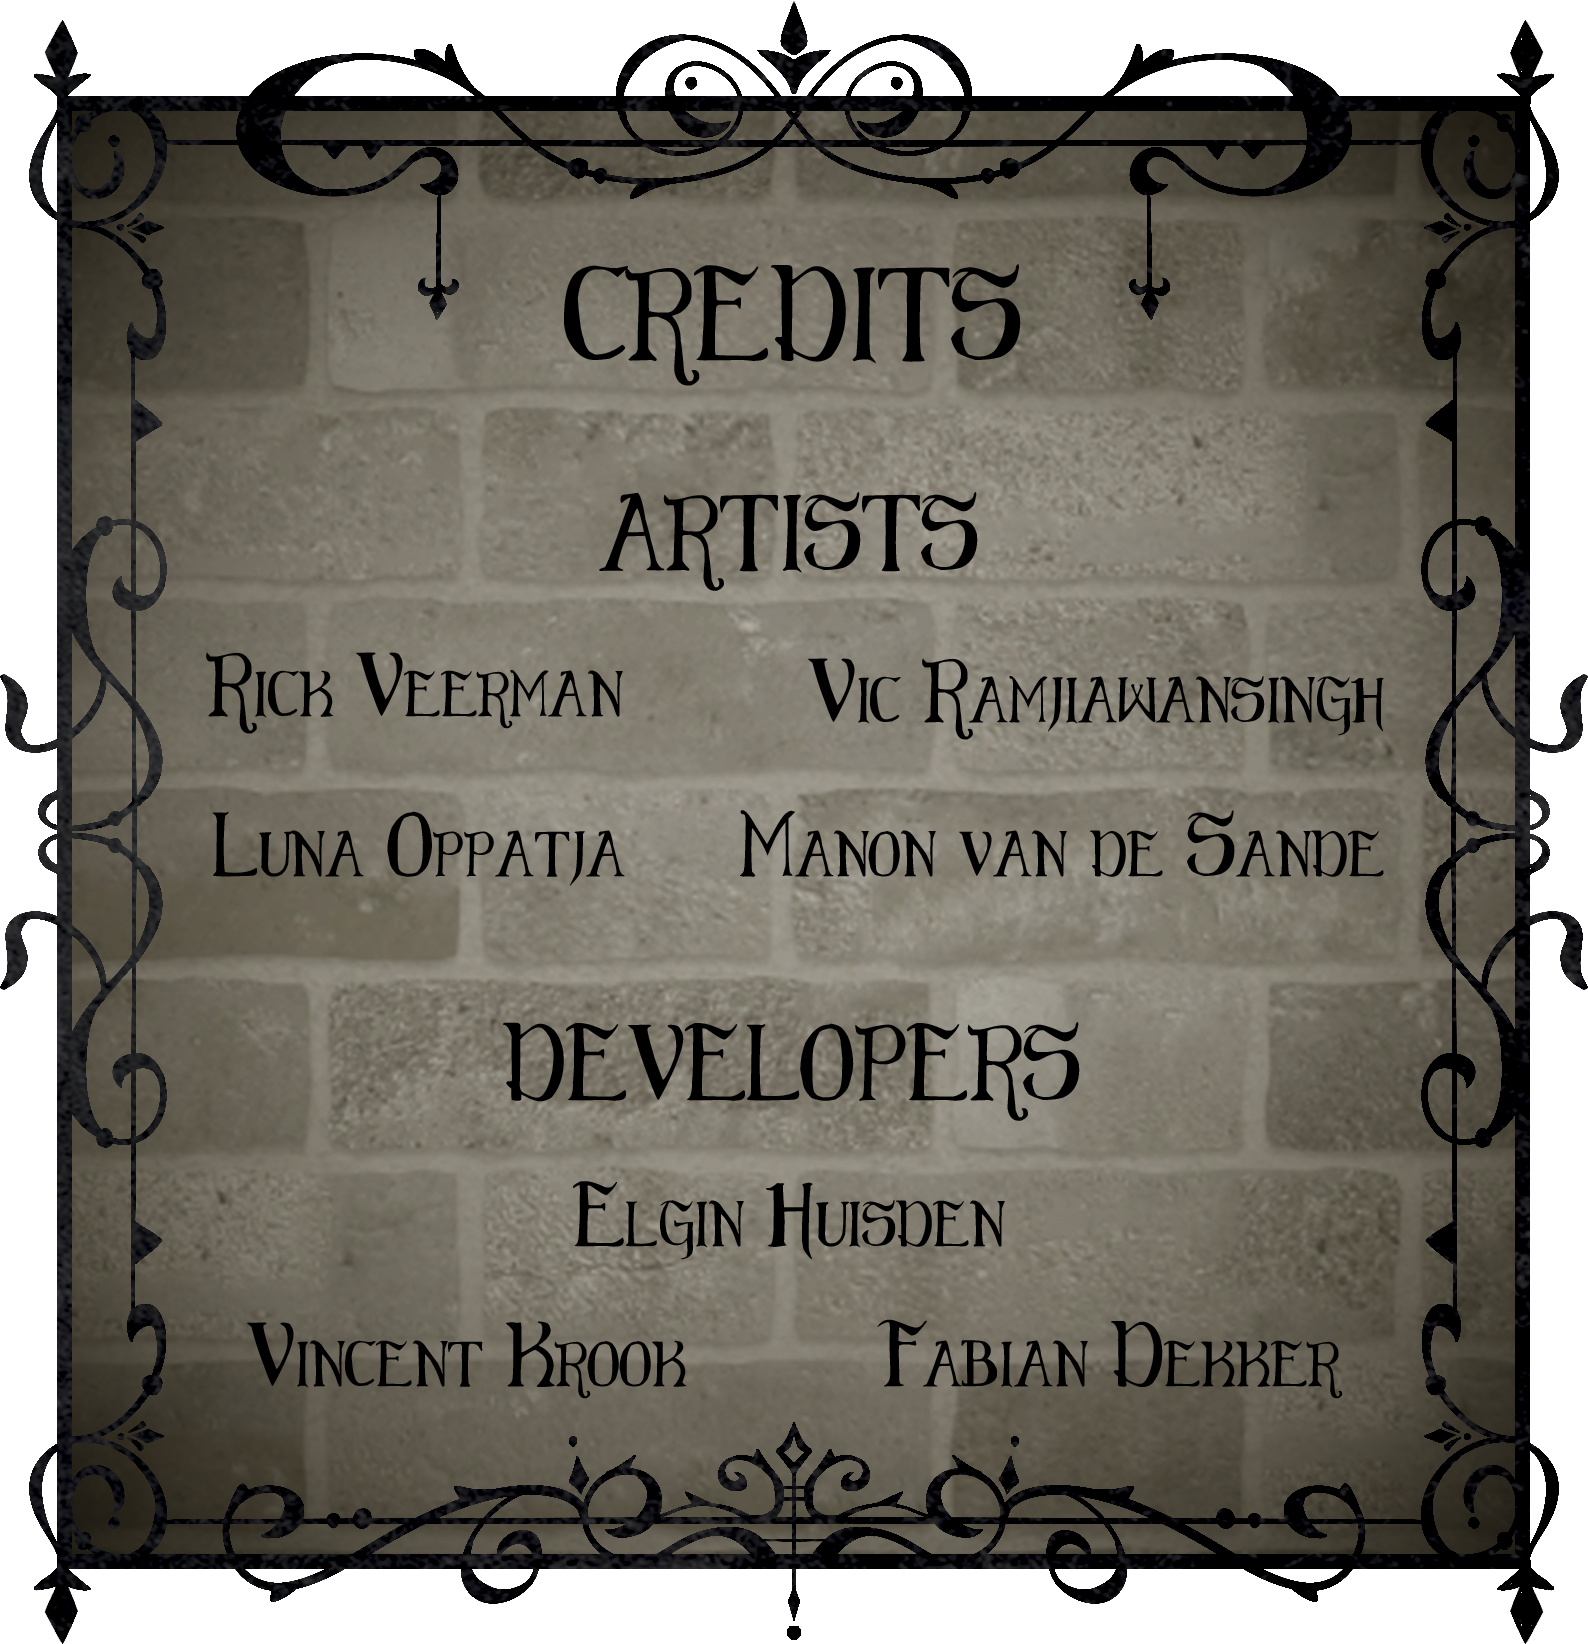 CREDITS
ARTISTS
RICK VEERMAN VIC RAMJIAWANSINGH
LUNA OPPATJA MANON VAN DE SANDE
DEVELOPERS
ELGIN HUISDEN
VINCENT KROOK FABIAN DEKKER